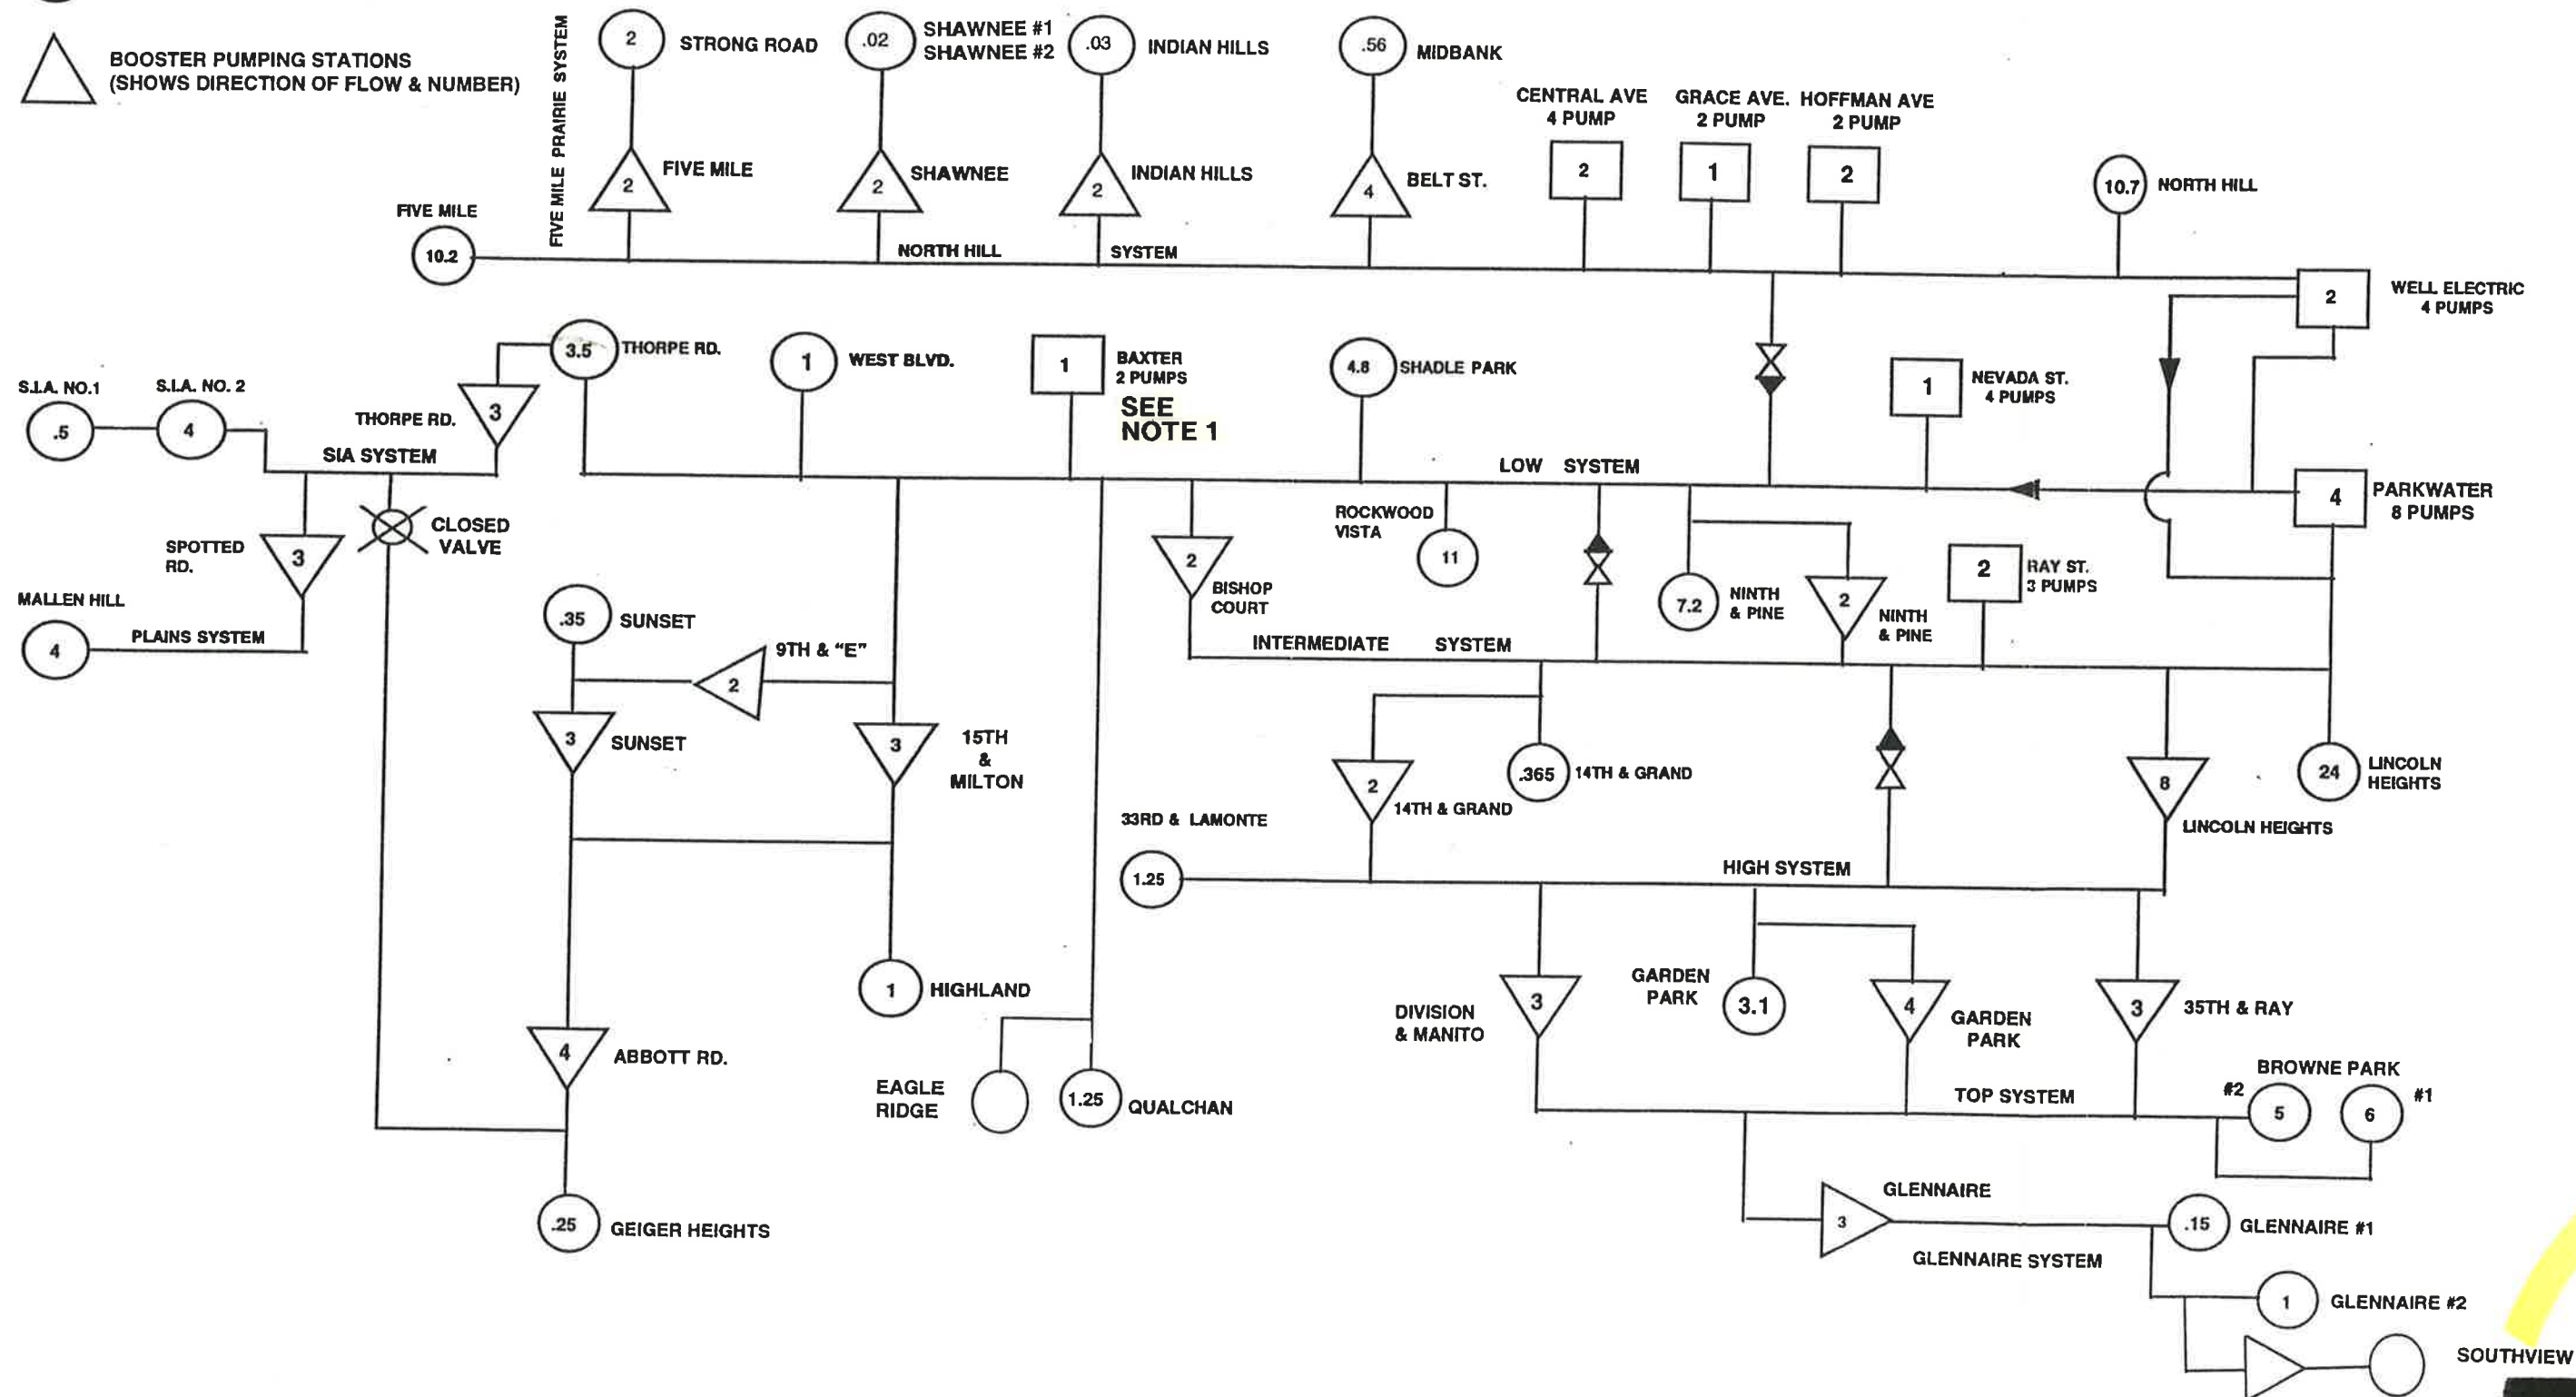 BOOSTER PUMPING STATIONS
(SHOWS DIRECTION OF FLOW & NUMBER)
FIVE MILE PRAIRIE SYSTEM
2
STRONG ROAD
.02
SHAWNEE #1
SHAWNEE #2
.03
INDIAN HILLS
.56
MIDBANK
2
FIVE MILE
2
SHAWNEE
2
INDIAN HILLS
4
BELT ST.
CENTRAL AVE
4 PUMP
2
GRACE AVE.
2 PUMP
1
HOFFMAN AVE
2 PUMP
2
10.7
NORTH HILL
FIVE MILE
10.2
NORTH HILL
SYSTEM
2
WELL ELECTRIC
4 PUMPS
S.I.A. NO.1
.5
S.I.A. NO. 2
4
THORPE RD.
3
3.5
THORPE RD.
1
WEST BLVD.
1
BAXTER
2 PUMPS
SEE
NOTE 1
4.8
SHADLE PARK
1
NEVADA ST.
4 PUMPS
SIA SYSTEM
LOW SYSTEM
4
PARKWATER
8 PUMPS
SPOTTED
RD.
3
CLOSED
VALVE
MALLEN HILL
4
PLAINS SYSTEM
.35
SUNSET
9TH & "E"
2
3
SUNSET
3
15TH
&
MILTON
2
BISHOP
COURT
ROCKWOOD
VISTA
11
7.2
NINTH
& PINE
2
NINTH
& PINE
2
RAY ST.
3 PUMPS
INTERMEDIATE SYSTEM
2
14TH & GRAND
.365
14TH & GRAND
8
LINCOLN HEIGHTS
24
LINCOLN
HEIGHTS
33RD & LAMONTE
1.25
HIGH SYSTEM
1
HIGHLAND
4
ABBOTT RD.
EAGLE
RIDGE
1.25
QUALCHAN
.25
GEIGER HEIGHTS
DIVISION
& MANITO
3
GARDEN
PARK
3.1
4
GARDEN
PARK
3
35TH & RAY
TOP SYSTEM
BROWNE PARK
#2
5
6
#1
3
GLENNAIRE
GLENNAIRE SYSTEM
.15
GLENNAIRE #1
1
GLENNAIRE #2
SOUTHVIEW